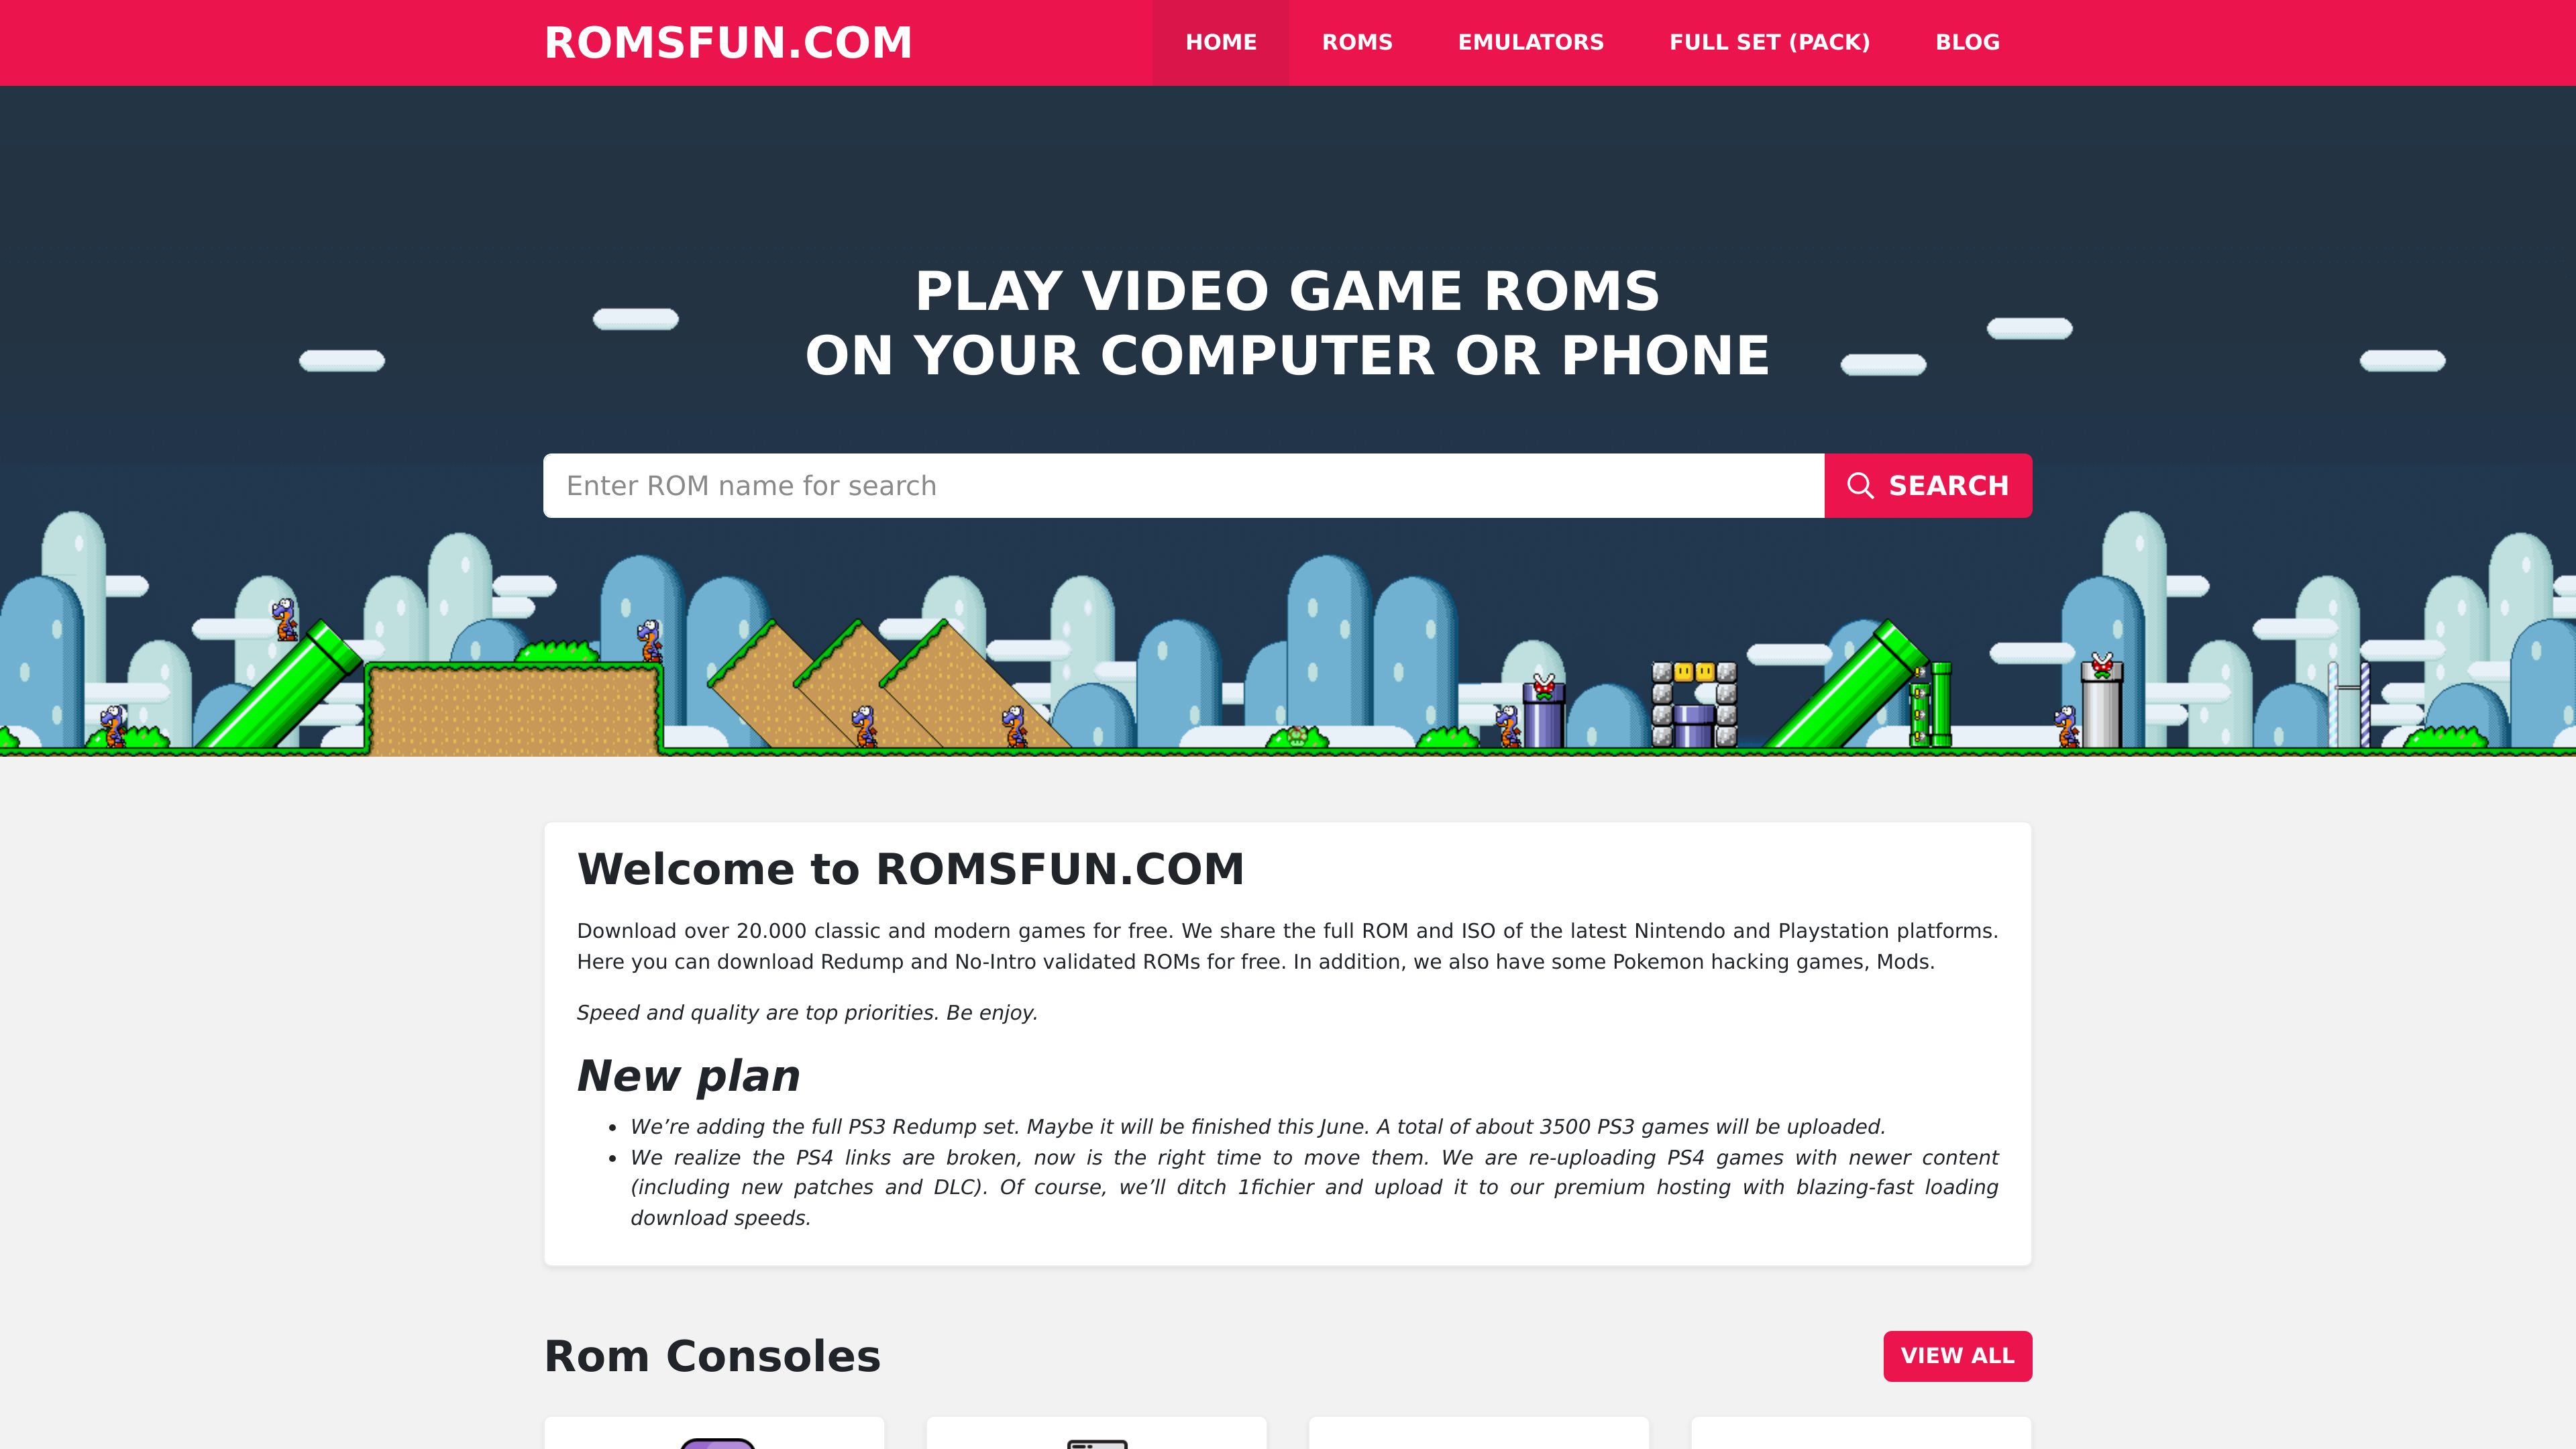 ROMSFUN.COM
HOME
ROMS
EMULATORS
FULL SET (PACK)
BLOG
PLAY VIDEO GAME ROMS
ON YOUR COMPUTER OR PHONE
Enter ROM name for search
SEARCH
Welcome to ROMSFUN.COM
Download over 20.000 classic and modern games for free. We share the full ROM and ISO of the latest Nintendo and Playstation platforms.
Here you can download Redump and No-Intro validated ROMs for free. In addition, we also have some Pokemon hacking games, Mods.
Speed and quality are top priorities. Be enjoy.
New plan
• We’re adding the full PS3 Redump set. Maybe it will be finished this June. A total of about 3500 PS3 games will be uploaded.
• We realize the PS4 links are broken, now is the right time to move them. We are re-uploading PS4 games with newer content
(including new patches and DLC). Of course, we’ll ditch 1fichier and upload it to our premium hosting with blazing-fast loading
download speeds.
Rom Consoles
VIEW ALL